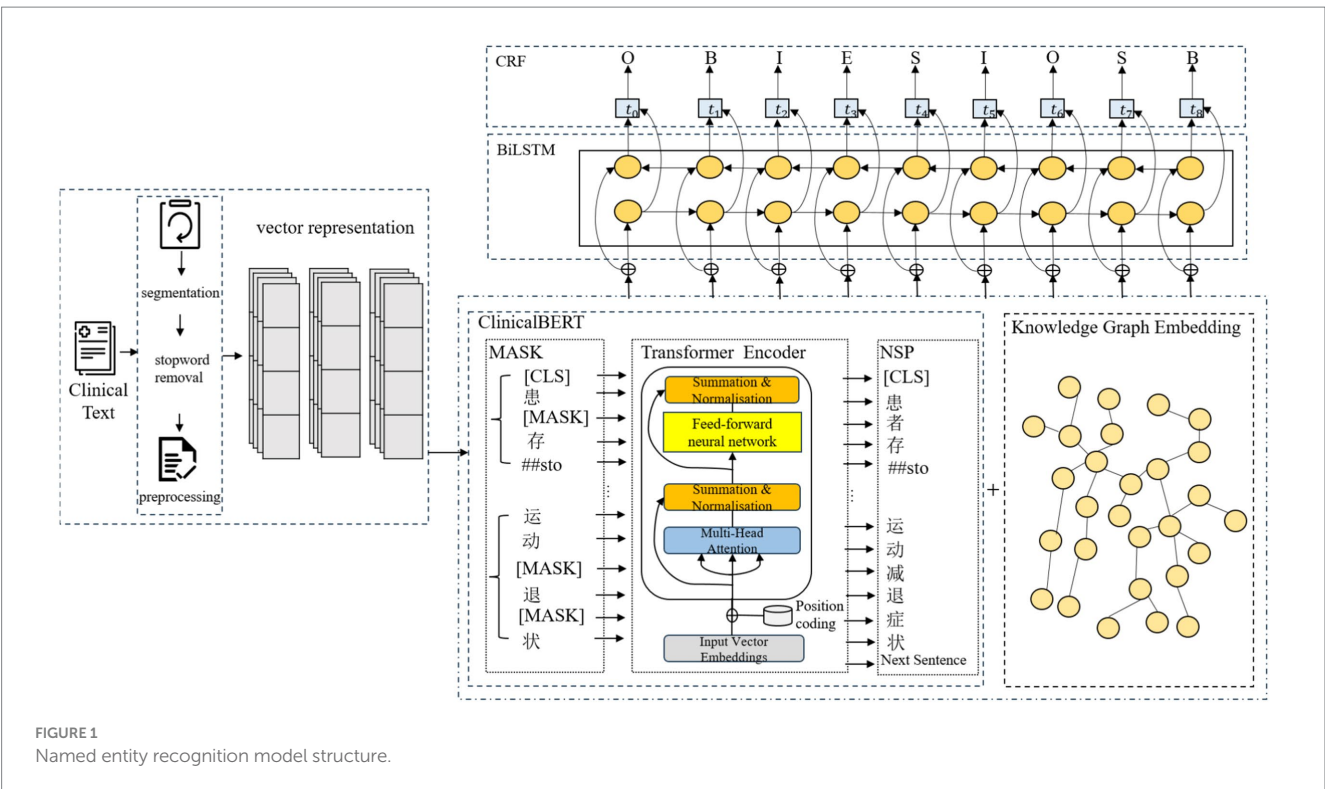 CRF
O B I E S I O S B
t0 t1 t2 t3 t4 t5 t6 t7 t8
BiLSTM
vector representation
segmentation
stopword
removal
preprocessing
Clinical
Text
ClinicalBERT
MASK
[CLS]
患
[MASK]
存
##sto
⋮
运
动
[MASK]
退
[MASK]
状
Transformer Encoder
Summation &
Normalisation
Feed-forward
neural network
Summation &
Normalisation
Multi-Head
Attention
Position
coding
Input Vector
Embeddings
NSP
[CLS]
患
者
存
##sto
⋮
运
动
减
退
症
状
Next Sentence
+
Knowledge Graph Embedding
FIGURE 1
Named entity recognition model structure.